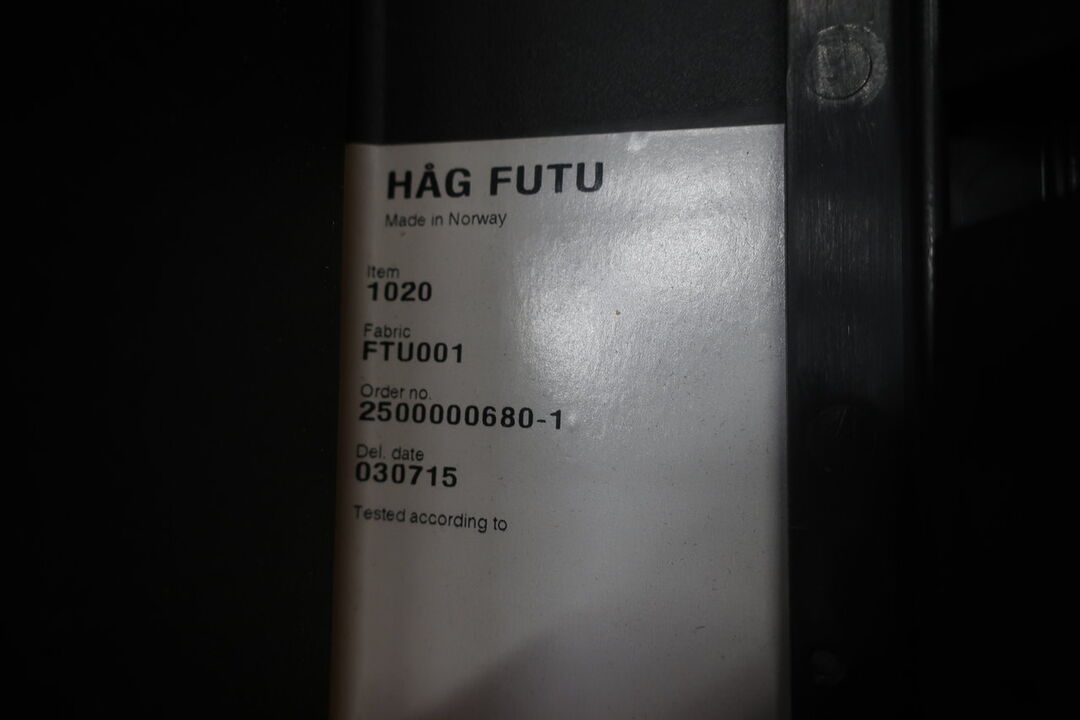 HÅG FUTU
Made in Norway
Item
1020
Fabric
FTU001
Order no.
2500000680-1
Del. date
030715
Tested according to